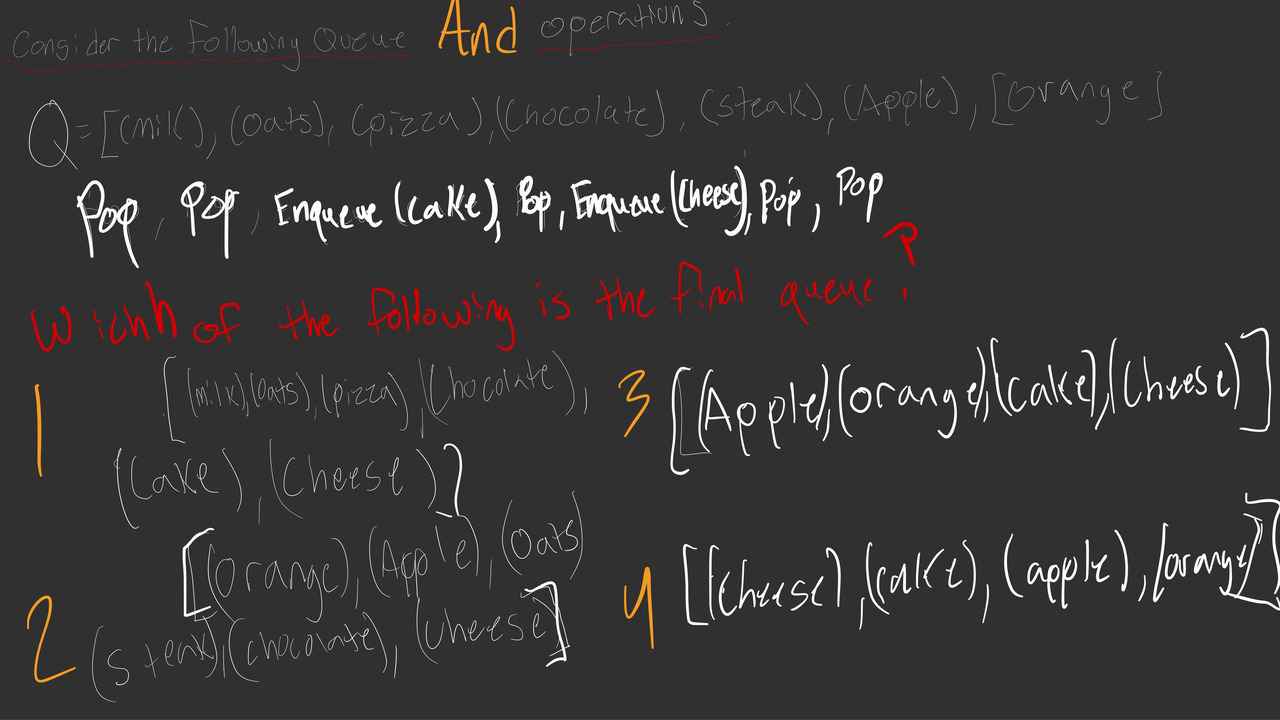 Consider the following Queue And operations.
Q=[(milk), (Oats), (pizza),(Chocolate), (steak), (Apple), [Orange]
Pop, Pop, Enqueue(cake), Pop, Enqueue(Cheese), Pop, Pop
Wichh of the following is the final queue?
1 [(milk),(Oats),(pizza),(Chocolate),
(Cake), (Cheese)]
2 [(Orange), (Apple), (Oats)
(steak),(chocolate), (Cheese)]
3 [(Apple),(Orange),(Cake),(Cheese)]
4 [(Cheese),(cake), (apple), (orange)]